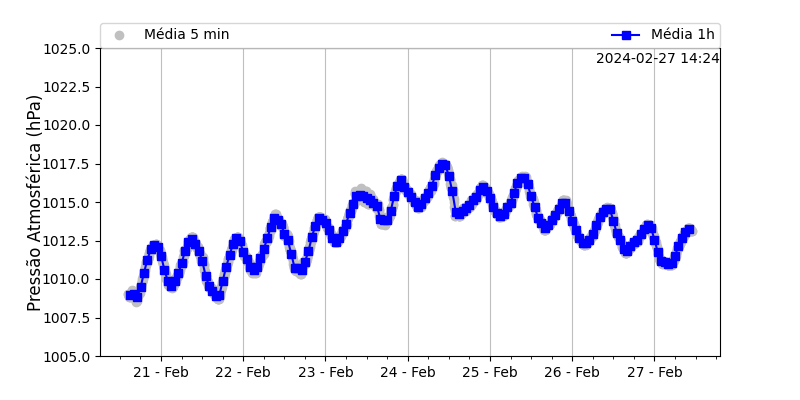 Média 5 min
Média 1h
2024-02-27 14:24
Pressão Atmosférica (hPa)
1025.0
1022.5
1020.0
1017.5
1015.0
1012.5
1010.0
1007.5
1005.0
21 - Feb
22 - Feb
23 - Feb
24 - Feb
25 - Feb
26 - Feb
27 - Feb